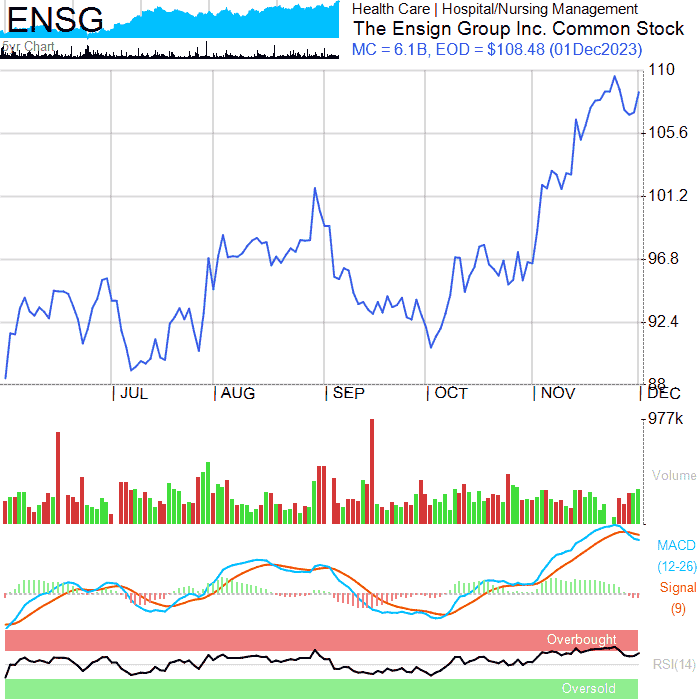 ENSG
5yr Chart
Health Care | Hospital/Nursing Management
The Ensign Group Inc. Common Stock
MC = 6.1B, EOD = $108.48 (01Dec2023)
110
105.6
101.2
96.8
92.4
88
| JUL | AUG | SEP | OCT | NOV | DEC
977k
Volume
MACD
(12-26)
Signal
(9)
Overbought
RSI(14)
Oversold